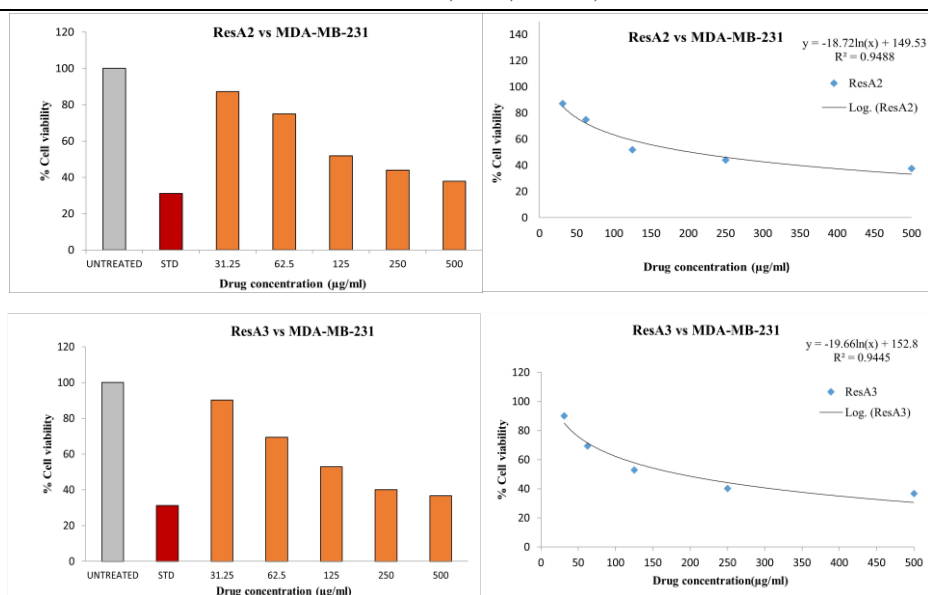 ResA2 vs MDA-MB-231
120
100
80
60
40
20
0
% Cell viability
UNTREATED STD 31.25 62.5 125 250 500
Drug concentration (µg/ml)
ResA2 vs MDA-MB-231
y = -18.72ln(x) + 149.53
R² = 0.9488
ResA2
Log. (ResA2)
140
120
100
80
60
40
20
0
% Cell viability
0 50 100 150 200 250 300 350 400 450 500
Drug concentration (µg/ml)
ResA3 vs MDA-MB-231
120
100
80
60
40
20
0
% Cell viability
UNTREATED STD 31.25 62.5 125 250 500
Drug concentration (µg/ml)
ResA3 vs MDA-MB-231
y = -19.66ln(x) + 152.8
R² = 0.9445
ResA3
Log. (ResA3)
120
100
80
60
40
20
0
% Cell viability
0 50 100 150 200 250 300 350 400 450 500
Drug concentration(µg/ml)